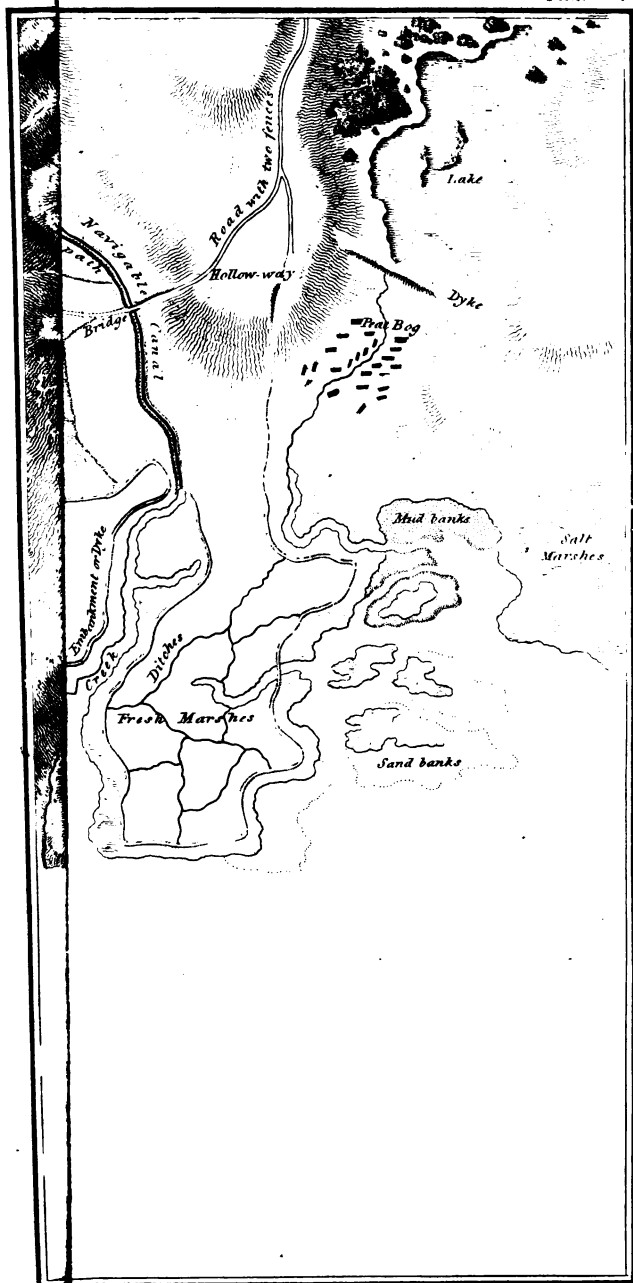 Road with two fences
Lake
Navigable Canal
path
Hollow-way
Dyke
Bridge
Peat Bog
Mud banks
Salt
Marshes
Embankment or Dyke
Creek
Ditches
Fresh Marshes
Sand banks